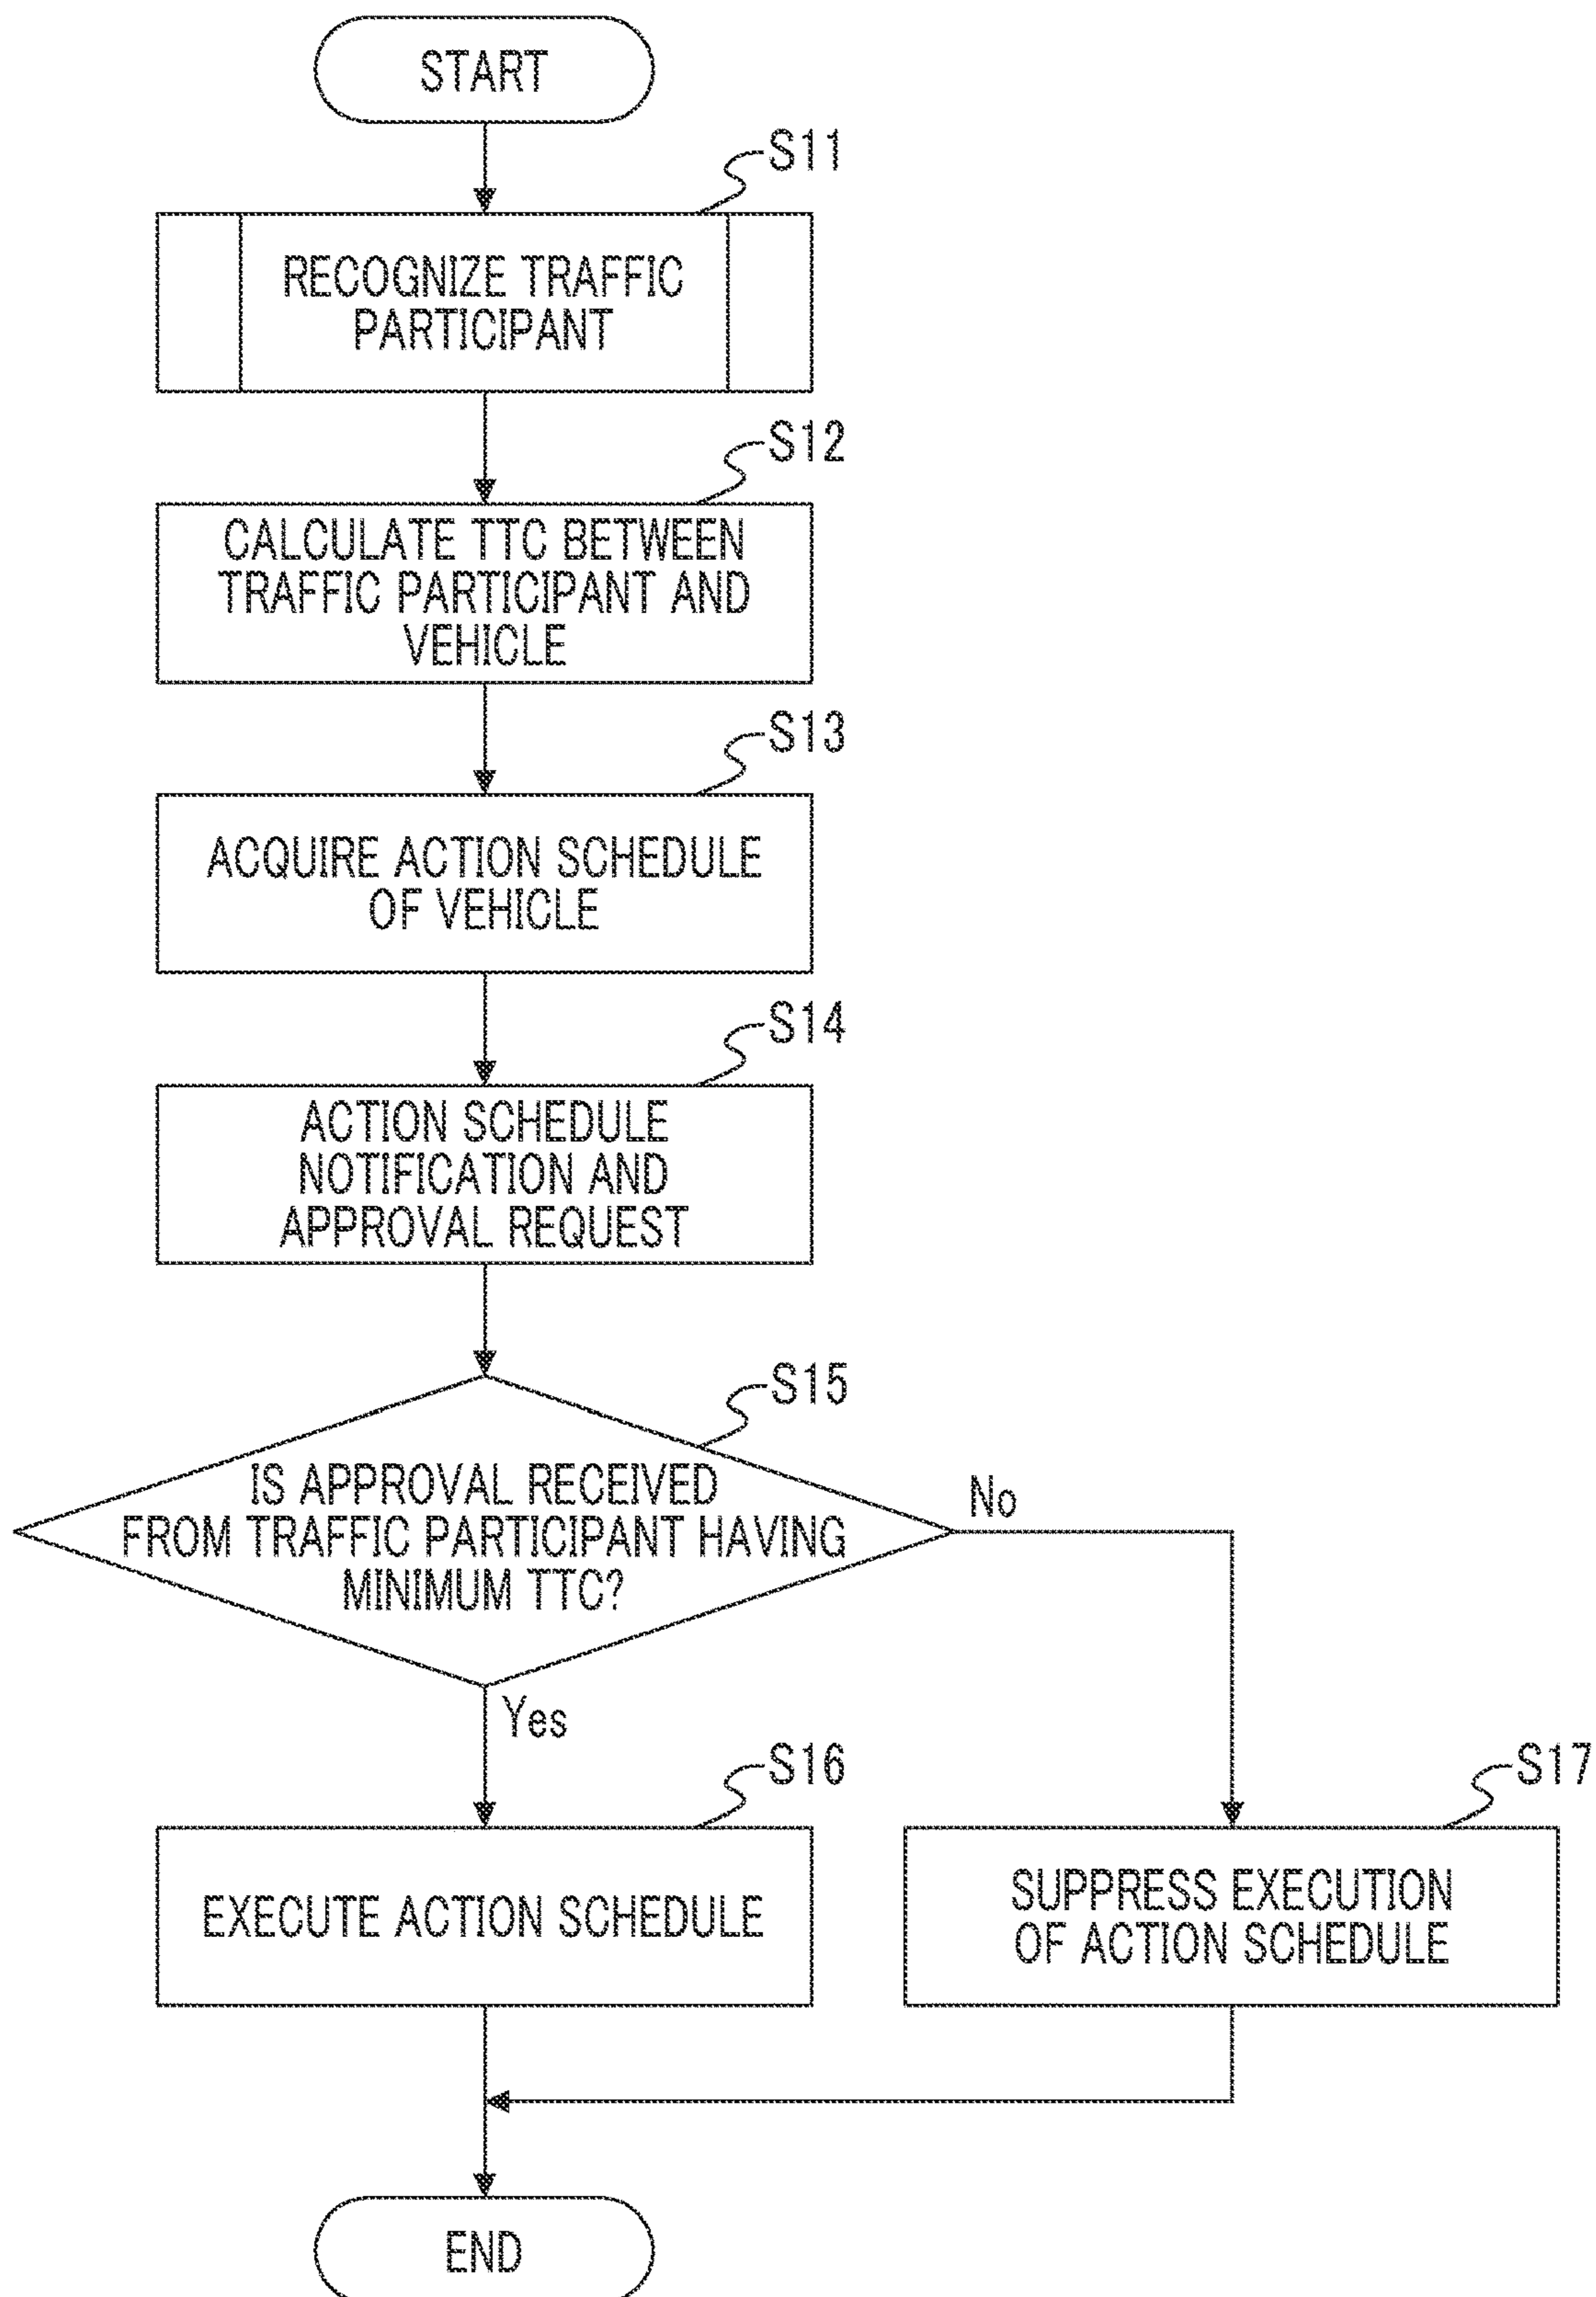 START
S11
RECOGNIZE TRAFFIC
PARTICIPANT
S12
CALCULATE TTC BETWEEN
TRAFFIC PARTICIPANT AND
VEHICLE
S13
ACQUIRE ACTION SCHEDULE
OF VEHICLE
S14
ACTION SCHEDULE
NOTIFICATION AND
APPROVAL REQUEST
S15
IS APPROVAL RECEIVED
FROM TRAFFIC PARTICIPANT HAVING
MINIMUM TTC?
No
Yes
S16
EXECUTE ACTION SCHEDULE
S17
SUPPRESS EXECUTION
OF ACTION SCHEDULE
END